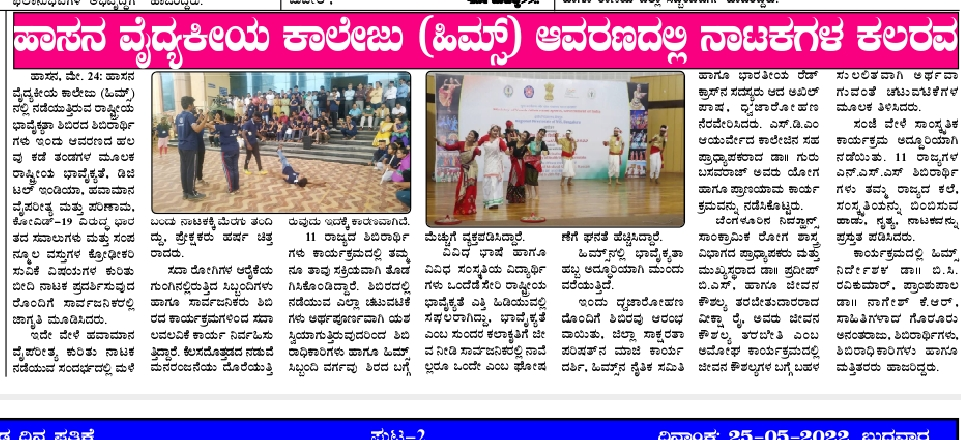 ಹಾಸನ ವೈದ್ಯಕೀಯ ಕಾಲೇಜು (ಹಿಮ್ಸ್) ಆವರಣದಲ್ಲಿ ನಾಟಕಗಳ ಕಲರವ
ಹಾಸನ, ಮೇ. 24: ಹಾಸನ
ವೈದ್ಯಕೀಯ ಕಾಲೇಜು (ಹಿಮ್ಸ್)
ನಲ್ಲಿ ನಡೆಯುತ್ತಿರುವ ರಾಷ್ಟ್ರೀಯ
ಭಾವೈಕ್ಯತಾ ಶಿಬಿರದ ಶಿಬಿರಾರ್ಥಿ
ಗಳು ಇಂದು ಆವರಣದ ಹಲ
ವು ಕಡೆ ತಂಡಗಳ ಮೂಲಕ
ರಾಷ್ಟ್ರೀಯ ಭಾವೈಕ್ಯತೆ, ಡಿಜಿ
ಟಲ್ ಇಂಡಿಯಾ, ಹವಾಮಾನ
ವೈಪರೀತ್ಯ ಮತ್ತು ಪರಿಣಾಮ,
ಕೋವಿಡ್-19 ವಿರುದ್ಧ ಭಾರ
ತದ ಸವಾಲುಗಳು ಮತ್ತು ಸಂಪ
ನ್ಮೂಲ ವಸ್ತುಗಳ ಕ್ರೋಢೀಕರಿ
ಸುವಿಕೆ ವಿಷಯಗಳ ಕುರಿತು
ಬೀದಿ ನಾಟಕ ಪ್ರದರ್ಶಿಸುವುದ
ರೊಂದಿಗೆ ಸಾರ್ವಜನಿಕರಲ್ಲಿ
ಜಾಗೃತಿ ಮೂಡಿಸಿದರು.
ಇದೇ ವೇಳೆ ಹವಾಮಾನ
ವೈಪರೀತ್ಯ ಕುರಿತು ನಾಟಕ
ನಡೆಯುವ ಸಂದರ್ಭದಲ್ಲಿ ಮಳೆ
ಬಂದು ನಾಟಕಕ್ಕೆ ಮೆರಗು ತಂದಿ
ದ್ದು, ಪ್ರೇಕ್ಷಕರು ಹರ್ಷ ಚಿತ್ತ
ರಾದರು.
ಸದಾ ರೋಗಿಗಳ ಆರೈಕೆಯ
ಗುಂಗಿನಲ್ಲಿರುತ್ತಿದ್ದ ಸಿಬ್ಬಂದಿಗಳು
ಹಾಗೂ ಸಾರ್ವಜನಿಕರು ಶಿಬಿ
ರದ ಕಾರ್ಯಕ್ರಮಗಳಿಂದ ಸದಾ
ಲವಲವಿಕೆ ಕಾರ್ಯ ನಿರ್ವಹಿಸು
ತ್ತಿದ್ದಾರೆ. ಕೆಲಸದೊತ್ತಡದ ನಡುವೆ
ಮನರಂಜನೆಯು ದೊರೆಯುತ್ತಿ
ರುವುದು ಇದಕ್ಕೆ ಕಾರಣವಾಗಿದೆ.
11 ರಾಜ್ಯದ ಶಿಬಿರಾರ್ಥಿ
ಗಳು ಕಾರ್ಯಕ್ರಮದಲ್ಲಿ ತಮ್ಮ
ನೂ ತಾವು ಸಕ್ರಿಯವಾಗಿ ತೊಡ
ಗಿಸಿಕೊಂಡಿದ್ದಾರೆ. ಶಿಬಿರದಲ್ಲಿ
ನಡೆಯುವ ಎಲ್ಲಾ ಚಟುವಟಿಕೆ
ಗಳು ಅರ್ಥಪೂರ್ಣವಾಗಿ ಯಶ
ಸ್ವಿಯಾಗುತ್ತಿರುವುದರಿಂದ ಶಿಬಿ
ರಾಧಿಕಾರಿಗಳು ಹಾಗೂ ಹಿಮ್ಸ್
ಸಿಬ್ಬಂದಿ ವರ್ಗವು ಶಿರದ ಬಗ್ಗೆ
ಮೆಚ್ಚುಗೆ ವ್ಯಕ್ತಪಡಿಸಿದ್ದಾರೆ.
ವಿವಿಧ ಭಾಷೆ ಹಾಗೂ
ವಿವಿಧ ಸಂಸ್ಕೃತಿಯ ವಿದ್ಯಾರ್ಥಿ
ಗಳು ಒಂದೆಡೆ ಸೇರಿ ರಾಷ್ಟ್ರೀಯ
ಭಾವೈಕ್ಯತೆ ಎತ್ತಿ ಹಿಡಿಯುವಲ್ಲಿ
ಸಫಲರಾಗಿದ್ದು, ಭಾವೈಕ್ಯತೆ
ಎಂಬ ಸುಂದರ ಕಲಾಕೃತಿಗೆ ಜೀ
ವ ನೀಡಿ ಸಾರ್ವಜನಿಕರಲ್ಲಿ ನಾವೆ
ಲ್ಲರೂ ಒಂದೇ ಎಂಬ ಘೋಷ
ಣೆಗೆ ಘನತೆ ಹೆಚ್ಚಿಸಿದ್ದಾರೆ.
ಹಿಮ್ಸ್‌ನಲ್ಲಿ ಭಾವೈಕ್ಯತಾ
ಹಬ್ಬ ಅದ್ದೂರಿಯಾಗಿ ಮುಂದು
ವರೆಯುತ್ತಿದೆ.
ಇಂದು ಧ್ವಜಾರೋಹಣ
ದೊಂದಿಗೆ ಶಿಬಿರವು ಆರಂಭ
ವಾಯಿತು, ಜಿಲ್ಲಾ ಸಾಕ್ಷರತಾ
ಪರಿಷತ್‌ನ ಮಾಜಿ ಕಾರ್ಯ
ದರ್ಶಿ, ಹಿಮ್ಸ್‌ನ ನೈತಿಕ ಸಮಿತಿ
ಹಾಗೂ ಭಾರತೀಯ ರೆಡ್
ಕ್ರಾಸ್‌ನ ಸದಸ್ಯರು ಆದ ಅಖಿಲ್
ಪಾಷ, ಧ್ವಜಾರೋಹಣ
ನೆರವೇರಿಸಿದರು. ಎಸ್.ಡಿ.ಎಂ
ಆಯುರ್ವೇದ ಕಾಲೇಜಿನ ಸಹ
ಪ್ರಾಧ್ಯಾಪಕರಾದ ಡಾ॥ ಗುರು
ಬಸವರಾಜ್ ಅವರು ಯೋಗ
ಹಾಗೂ ಪ್ರಾಣಾಯಾಮ ಕಾರ್ಯ
ಕ್ರಮವನ್ನು ನಡೆಸಿಕೊಟ್ಟರು.
ಬೆಂಗಳೂರಿನ ನಿಮ್ಹಾನ್ಸ್
ಸಾಂಕ್ರಾಮಿಕ ರೋಗ ಶಾಸ್ತ್ರ
ವಿಭಾಗದ ಪ್ರಾಧ್ಯಾಪಕರು ಮತ್ತು
ಮುಖ್ಯಸ್ಥರಾದ ಡಾ॥ ಪ್ರದೀಪ್
ಬಿ.ಎಸ್, ಹಾಗೂ ಜೀವನ
ಕೌಶಲ್ಯ ತರಬೇತುದಾರರಾದ
ವೀಕ್ಷಾ ರೈ, ಅವರು ಜೀವನ
ಕೌಶಲ್ಯ ತರಬೇತಿ ಎಂಬ
ಅಮೋಘ ಕಾರ್ಯಕ್ರಮದಲ್ಲಿ
ಜೀವನ ಕೌಶಲ್ಯಗಳ ಬಗ್ಗೆ ಬಹಳ
ಸುಲಲಿತವಾಗಿ ಅರ್ಥವಾ
ಗುವಂತೆ ಚಟುವಟಿಕೆಗಳ
ಮೂಲಕ ತಿಳಿಸಿದರು.
ಸಂಜೆ ವೇಳೆ ಸಾಂಸ್ಕೃತಿಕ
ಕಾರ್ಯಕ್ರಮ ಅದ್ದೂರಿಯಾಗಿ
ನಡೆಯಿತು. 11 ರಾಜ್ಯಗಳ
ಎನ್.ಎಸ್.ಎಸ್ ಶಿಬಿರಾರ್ಥಿ
ಗಳು ತಮ್ಮ ರಾಜ್ಯದ ಕಲೆ,
ಸಂಸ್ಕೃತಿಯನ್ನು ಬಿಂಬಿಸುವ
ಹಾಡು, ನೃತ್ಯ, ನಾಟಕವನ್ನು
ಪ್ರಸ್ತುತ ಪಡಿಸಿದರು.
ಕಾರ್ಯಕ್ರಮದಲ್ಲಿ ಹಿಮ್ಸ್
ನಿರ್ದೇಶಕ ಡಾ॥ ಬಿ.ಸಿ.
ರವಿಕುಮಾರ್, ಪ್ರಾಂಶುಪಾಲ
ಡಾ॥ ನಾಗೇಶ್ ಕೆ.ಆರ್,
ಸಾಹಿತಿಗಳಾದ ಗೊರೂರು
ಅನಂತರಾಜು, ಶಿಬಿರಾರ್ಥಿಗಳು,
ಶಿಬಿರಾಧಿಕಾರಿಗಳು ಹಾಗೂ
ಮತ್ತಿತರರು ಹಾಜರಿದ್ದರು.
ದಿನ ಪತ್ರಿಕೆ ಪುಟ-2 ದಿನಾಂಕ: 25-05-2022, ಬುಧವಾರ